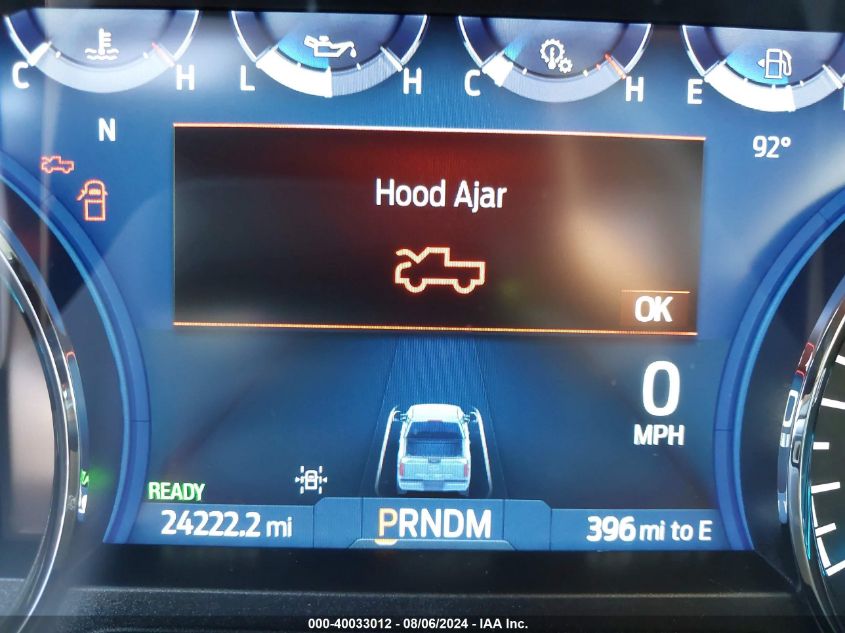 C H L H C H E
N
92°
Hood Ajar
OK
0
MPH
READY
24222.2 mi
PRNDM
396 mi to E
000-40033012 - 08/06/2024 - IAA Inc.